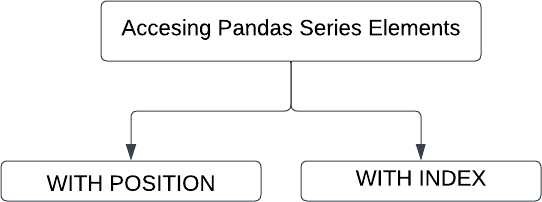 Accesing Pandas Series Elements
WITH POSITION
WITH INDEX